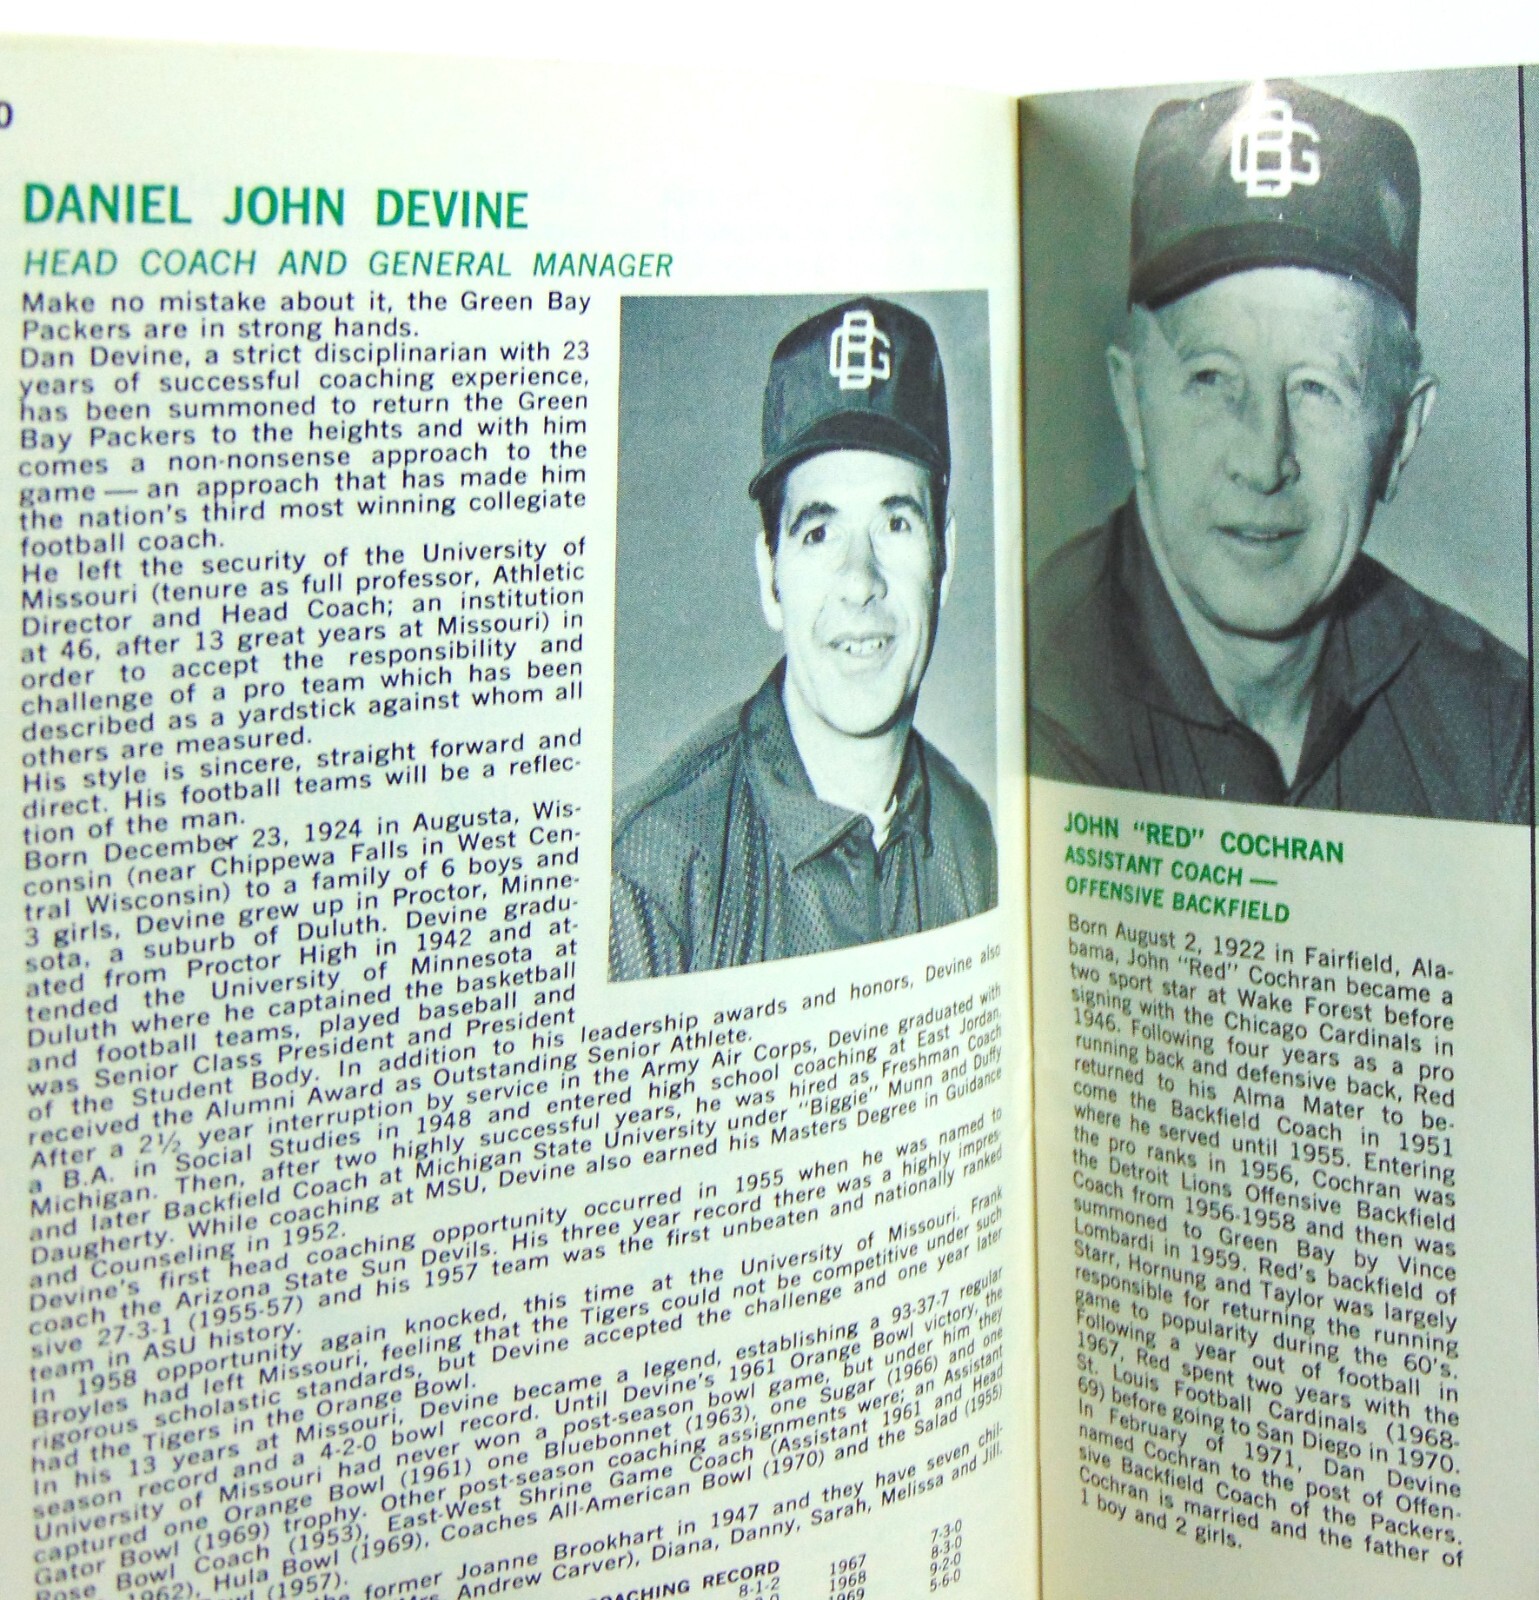 0
DANIEL JOHN DEVINE
HEAD COACH AND GENERAL MANAGER
Make no mistake about it, the Green Bay
Packers are in strong hands.
Dan Devine, a strict disciplinarian with 23
years of successful coaching experience,
has been summoned to return the Green
Bay Packers to the heights and with him
comes a non-nonsense approach to the
game — an approach that has made him
the nation's third most winning collegiate
football coach.
He left the security of the University of
Missouri (tenure as full professor, Athletic
Director and Head Coach; an institution
at 46, after 13 great years at Missouri) in
order to accept the responsibility and
challenge of a pro team which has been
described as a yardstick against whom all
others are measured.
His style is sincere, straight forward and
direct. His football teams will be a reflec-
tion of the man.
Born December 23, 1924 in Augusta, Wis-
consin (near Chippewa Falls in West Cen-
tral Wisconsin) to a family of 6 boys and
3 girls, Devine grew up in Proctor, Minne-
sota, a suburb of Duluth. Devine gradu-
ated from Proctor High in 1942 and at-
tended the University of Minnesota at
Duluth where he captained the basketball
and football teams, played baseball and
was Senior Class President and President
of the Student Body. In addition to his leadership awards and honors, Devine also
received the Alumni Award as Outstanding Senior Athlete.
After a 2½ year interruption by service in the Army Air Corps, Devine graduated with
a B.A. in Social Studies in 1948 and entered high school coaching at East Jordan,
Michigan. Then, after two highly successful years, he was hired as Freshman Coach
and later Backfield Coach at Michigan State University under "Biggie" Munn and Duffy
Daugherty. While coaching at MSU, Devine also earned his Masters Degree in Guidance
and Counseling in 1952.
Devine's first head coaching opportunity occurred in 1955 when he was named to
coach the Arizona State Sun Devils. His three year record there was a highly impres-
sive 27-3-1 (1955-57) and his 1957 team was the first unbeaten and nationally ranked
team in ASU history.
In 1958 opportunity again knocked, this time at the University of Missouri. Frank
Broyles had left Missouri, feeling that the Tigers could not be competitive under such
rigorous scholastic standards, but Devine accepted the challenge and one year later
had the Tigers in the Orange Bowl.
In his 13 years at Missouri, Devine became a legend, establishing a 93-37-7 regular
season record and a 4-2-0 bowl record. Until Devine's 1961 Orange Bowl victory, the
University of Missouri had never won a post-season bowl game, but under him they
captured one Orange Bowl (1961) one Bluebonnet (1963), one Sugar (1966) and one
Gator Bowl (1969) trophy. Other post-season coaching assignments were; an Assistant
Rose Bowl Coach (1953), East-West Shrine Game Coach (Assistant 1961 and Head
1962), Hula Bowl (1969), Coaches All-American Bowl (1970) and the Salad (1955)
(1957).
the former Joanne Brookhart in 1947 and they have seven chil-
Mrs. Andrew Carver), Diana, Danny, Sarah, Melissa and Jill.
COACHING RECORD
8-1-2 1967 7-3-0
1968 8-3-0
1969 9-2-0
5-6-0
GB
GB
JOHN "RED" COCHRAN
ASSISTANT COACH —
OFFENSIVE BACKFIELD
Born August 2, 1922 in Fairfield, Ala-
bama, John "Red" Cochran became a
two sport star at Wake Forest before
signing with the Chicago Cardinals in
1946. Following four years as a pro
running back and defensive back, Red
returned to his Alma Mater to be-
come the Backfield Coach in 1951
where he served until 1955. Entering
the pro ranks in 1956, Cochran was
the Detroit Lions Offensive Backfield
Coach from 1956-1958 and then was
summoned to Green Bay by Vince
Lombardi in 1959. Red's backfield of
Starr, Hornung and Taylor was largely
responsible for returning the running
game to popularity during the 60's.
Following a year out of football in
1967, Red spent two years with the
St. Louis Football Cardinals (1968-
69) before going to San Diego in 1970.
In February of 1971, Dan Devine
named Cochran to the post of Offen-
sive Backfield Coach of the Packers.
Cochran is married and the father of
1 boy and 2 girls.